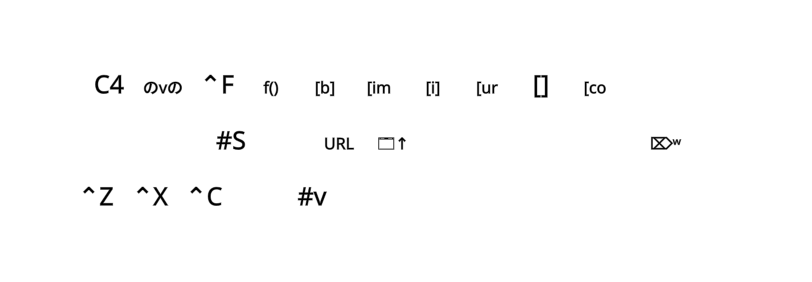 C4 のvの ^F f() [b] [im [i] [ur [] [co
#S URL 🗔↑ ⌦ʷ
^Z ^X ^C #v